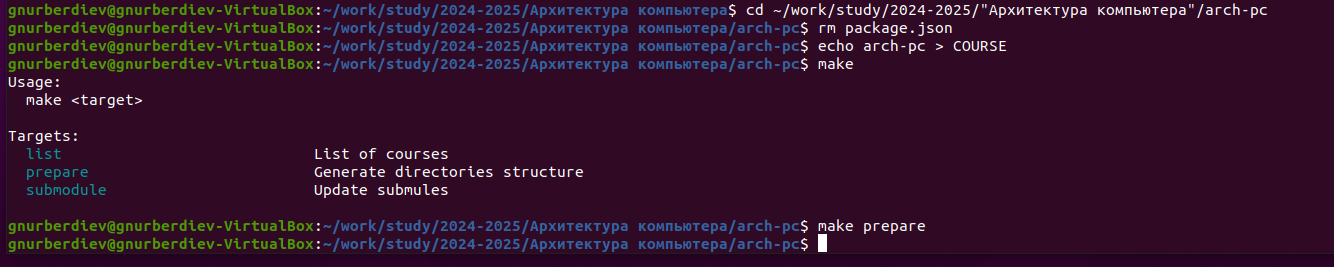 gnurberdiev@gnurberdiev-VirtualBox:~/work/study/2024-2025/Архитектура компьютера$ cd ~/work/study/2024-2025/"Архитектура компьютера"/arch-pc
gnurberdiev@gnurberdiev-VirtualBox:~/work/study/2024-2025/Архитектура компьютера/arch-pc$ rm package.json
gnurberdiev@gnurberdiev-VirtualBox:~/work/study/2024-2025/Архитектура компьютера/arch-pc$ echo arch-pc > COURSE
gnurberdiev@gnurberdiev-VirtualBox:~/work/study/2024-2025/Архитектура компьютера/arch-pc$ make
Usage:
  make <target>

Targets:
  list                            List of courses
  prepare                         Generate directories structure
  submodule                       Update submules

gnurberdiev@gnurberdiev-VirtualBox:~/work/study/2024-2025/Архитектура компьютера/arch-pc$ make prepare
gnurberdiev@gnurberdiev-VirtualBox:~/work/study/2024-2025/Архитектура компьютера/arch-pc$